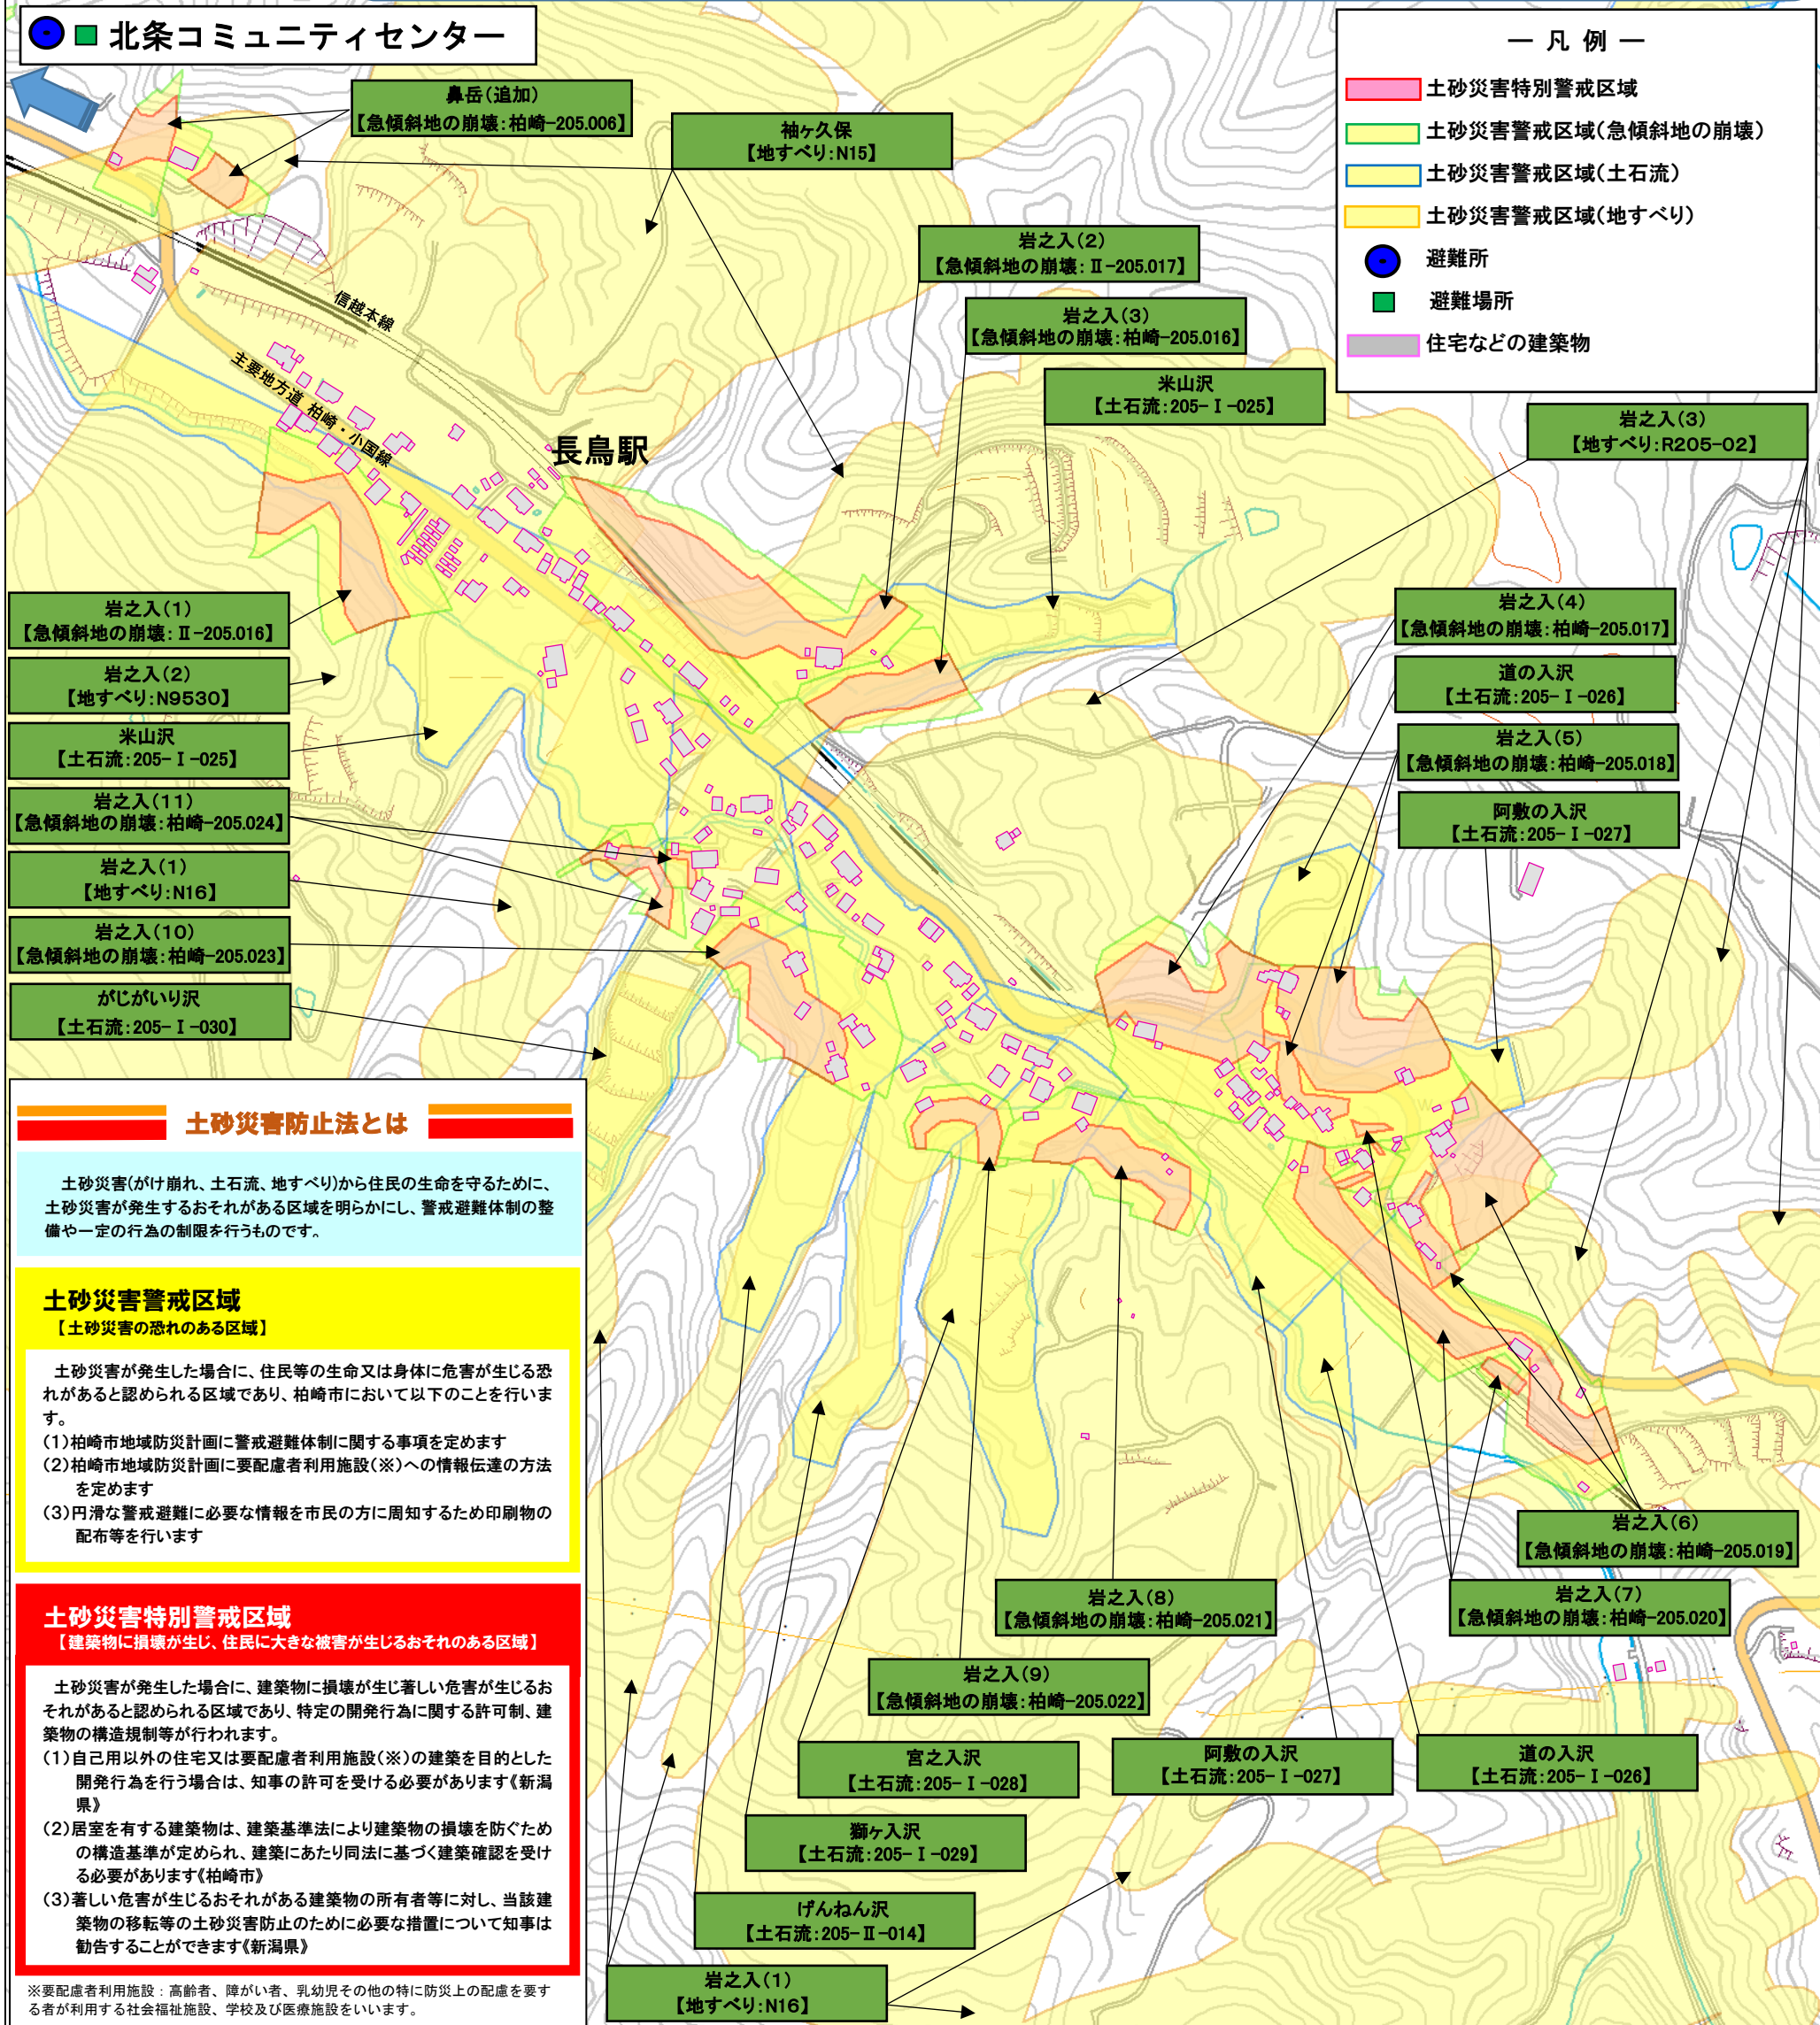 北条コミュニティセンター
― 凡 例 ―
土砂災害特別警戒区域
土砂災害警戒区域(急傾斜地の崩壊)
土砂災害警戒区域(土石流)
土砂災害警戒区域(地すべり)
避難所
避難場所
住宅などの建築物
鼻岳(追加)
【急傾斜地の崩壊:柏崎-205.006】
袖ヶ久保
【地すべり:N15】
岩之入(2)
【急傾斜地の崩壊:Ⅱ-205.017】
岩之入(3)
【急傾斜地の崩壊:柏崎-205.016】
米山沢
【土石流:205-Ⅰ-025】
岩之入(3)
【地すべり:R205-02】
信越本線
主要地方道 柏崎・小国線
長鳥駅
岩之入(1)
【急傾斜地の崩壊:Ⅱ-205.016】
岩之入(2)
【地すべり:N9530】
米山沢
【土石流:205-Ⅰ-025】
岩之入(11)
【急傾斜地の崩壊:柏崎-205.024】
岩之入(1)
【地すべり:N16】
岩之入(10)
【急傾斜地の崩壊:柏崎-205.023】
がじがいり沢
【土石流:205-Ⅰ-030】
岩之入(4)
【急傾斜地の崩壊:柏崎-205.017】
道の入沢
【土石流:205-Ⅰ-026】
岩之入(5)
【急傾斜地の崩壊:柏崎-205.018】
阿敷の入沢
【土石流:205-Ⅰ-027】
土砂災害防止法とは
土砂災害(がけ崩れ、土石流、地すべり)から住民の生命を守るために、
土砂災害が発生するおそれがある区域を明らかにし、警戒避難体制の整
備や一定の行為の制限を行うものです。
土砂災害警戒区域
【土砂災害の恐れのある区域】
土砂災害が発生した場合に、住民等の生命又は身体に危害が生じる恐
れがあると認められる区域であり、柏崎市において以下のことを行いま
す。
(1)柏崎市地域防災計画に警戒避難体制に関する事項を定めます
(2)柏崎市地域防災計画に要配慮者利用施設(※)への情報伝達の方法
を定めます
(3)円滑な警戒避難に必要な情報を市民の方に周知するため印刷物の
配布等を行います
土砂災害特別警戒区域
【建築物に損壊が生じ、住民に大きな被害が生じるおそれのある区域】
土砂災害が発生した場合に、建築物に損壊が生じ著しい危害が生じるお
それがあると認められる区域であり、特定の開発行為に関する許可制、建
築物の構造規制等が行われます。
(1)自己用以外の住宅又は要配慮者利用施設(※)の建築を目的とした
開発行為を行う場合は、知事の許可を受ける必要があります《新潟
県》
(2)居室を有する建築物は、建築基準法により建築物の損壊を防ぐため
の構造基準が定められ、建築にあたり同法に基づく建築確認を受け
る必要があります《柏崎市》
(3)著しい危害が生じるおそれがある建築物の所有者等に対し、当該建
築物の移転等の土砂災害防止のために必要な措置について知事は
勧告することができます《新潟県》
※要配慮者利用施設：高齢者、障がい者、乳幼児その他の特に防災上の配慮を要す
る者が利用する社会福祉施設、学校及び医療施設をいいます。
岩之入(6)
【急傾斜地の崩壊:柏崎-205.019】
岩之入(7)
【急傾斜地の崩壊:柏崎-205.020】
岩之入(8)
【急傾斜地の崩壊:柏崎-205.021】
岩之入(9)
【急傾斜地の崩壊:柏崎-205.022】
宮之入沢
【土石流:205-Ⅰ-028】
阿敷の入沢
【土石流:205-Ⅰ-027】
道の入沢
【土石流:205-Ⅰ-026】
獅ヶ入沢
【土石流:205-Ⅰ-029】
げんねん沢
【土石流:205-Ⅱ-014】
岩之入(1)
【地すべり:N16】